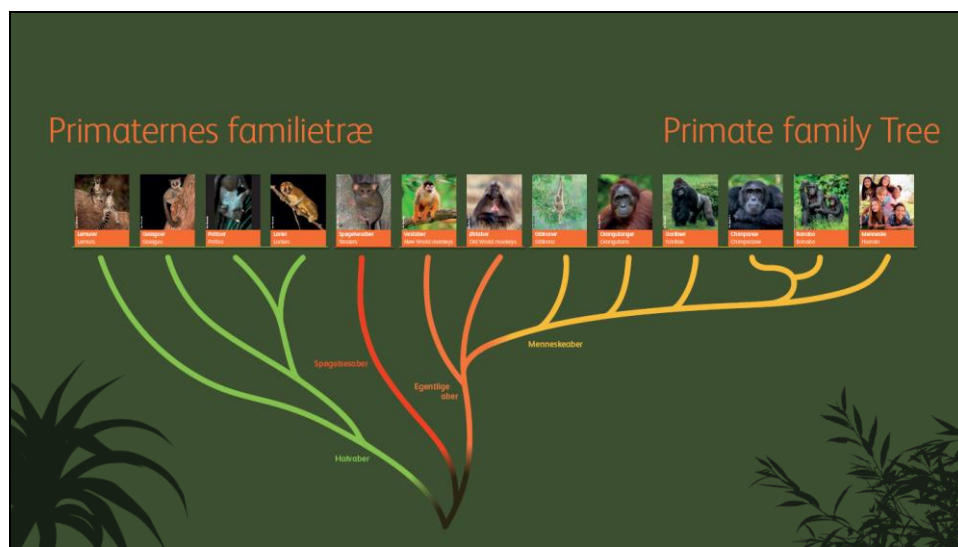 Primaternes familietræ
Primate family Tree
Lemurer
Lemurs
Galagoer
Galagos
Pottoer
Pottos
Lorier
Lorises
Spøgelsesaber
Tarsiers
Vestaber
New World monkeys
Østaber
Old World monkeys
Gibboner
Gibbons
Orangutanger
Orangutans
Gorillaer
Gorillas
Chimpanse
Chimpanzee
Bonobo
Bonobo
Menneske
Human
Menneskeaber
Spøgelsesaber
Egentlige
aber
Halvaber